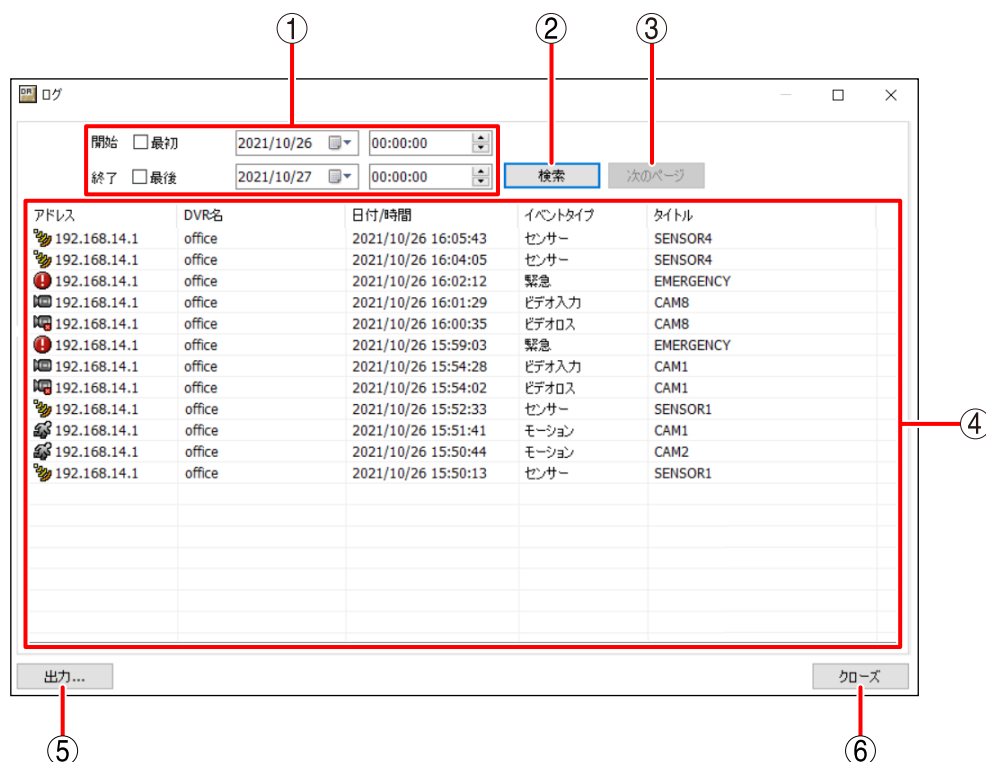 ① ② ③
DR ログ
開始 最初 2021/10/26 00:00:00
終了 最後 2021/10/27 00:00:00 検索 次のページ
アドレス DVR名 日付/時間 イベントタイプ タイトル
192.168.14.1 office 2021/10/26 16:05:43 センサー SENSOR4
192.168.14.1 office 2021/10/26 16:04:05 センサー SENSOR4
192.168.14.1 office 2021/10/26 16:02:12 緊急 EMERGENCY
192.168.14.1 office 2021/10/26 16:01:29 ビデオ入力 CAM8
192.168.14.1 office 2021/10/26 16:00:35 ビデオロス CAM8
192.168.14.1 office 2021/10/26 15:59:03 緊急 EMERGENCY
192.168.14.1 office 2021/10/26 15:54:28 ビデオ入力 CAM1
192.168.14.1 office 2021/10/26 15:54:02 ビデオロス CAM1
192.168.14.1 office 2021/10/26 15:52:33 センサー SENSOR1
192.168.14.1 office 2021/10/26 15:51:41 モーション CAM1
192.168.14.1 office 2021/10/26 15:50:44 モーション CAM2
192.168.14.1 office 2021/10/26 15:50:13 センサー SENSOR1
④
出力... クローズ
⑤ ⑥